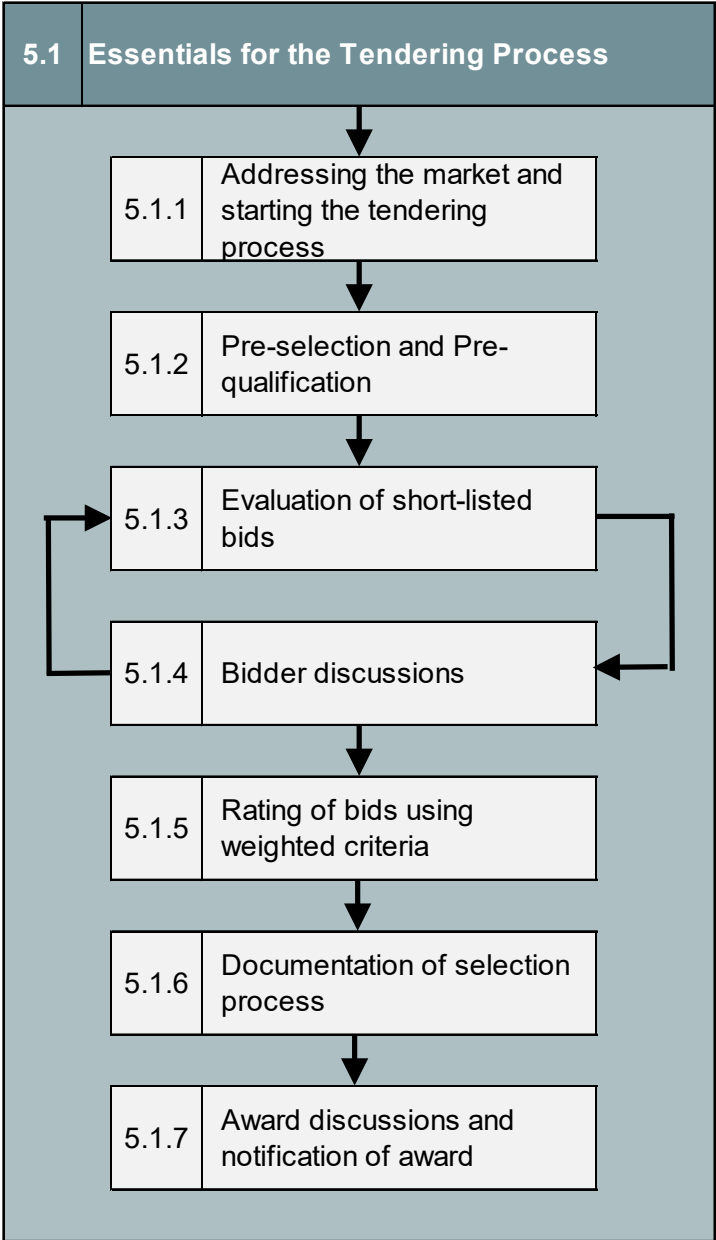 5.1 Essentials for the Tendering Process
5.1.1 Addressing the market and
starting the tendering
process
5.1.2 Pre-selection and Pre-
qualification
5.1.3 Evaluation of short-listed
bids
5.1.4 Bidder discussions
5.1.5 Rating of bids using
weighted criteria
5.1.6 Documentation of selection
process
5.1.7 Award discussions and
notification of award